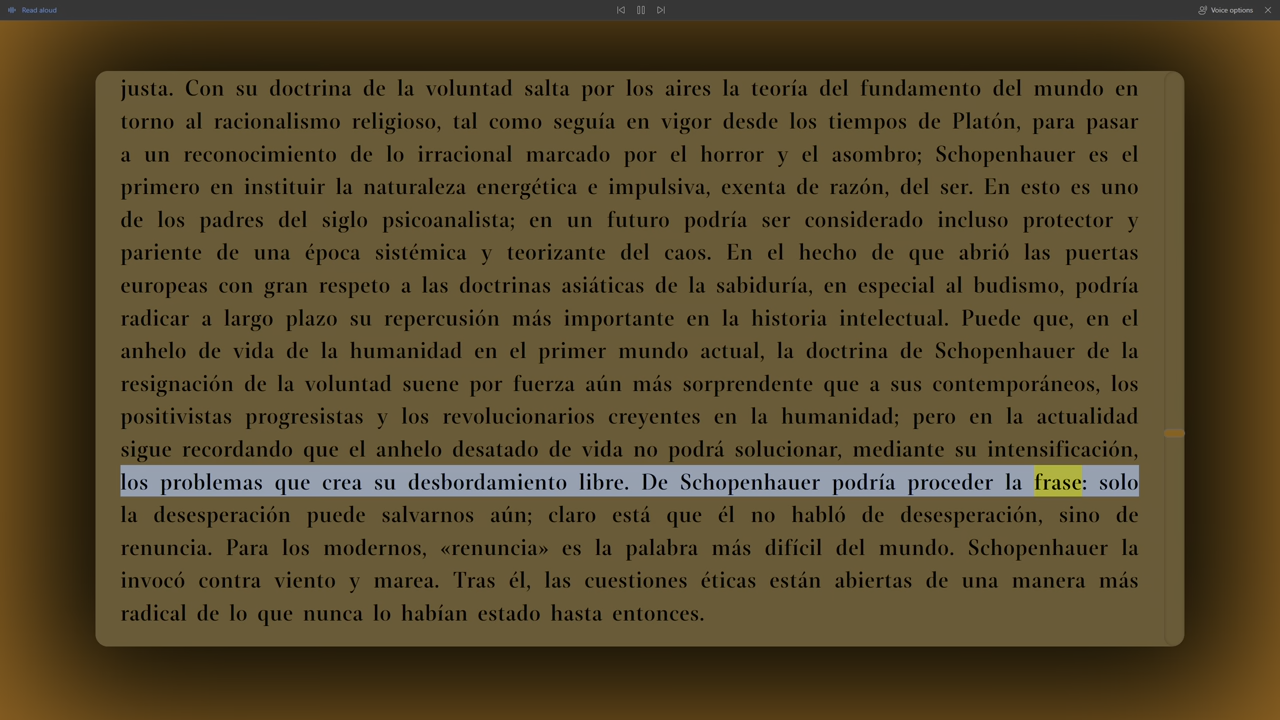 Read aloud
Voice options
justa. Con su doctrina de la voluntad salta por los aires la teoría del fundamento del mundo en
torno al racionalismo religioso, tal como seguía en vigor desde los tiempos de Platón, para pasar
a un reconocimiento de lo irracional marcado por el horror y el asombro; Schopenhauer es el
primero en instituir la naturaleza energética e impulsiva, exenta de razón, del ser. En esto es uno
de los padres del siglo psicoanalista; en un futuro podría ser considerado incluso protector y
pariente de una época sistémica y teorizante del caos. En el hecho de que abrió las puertas
europeas con gran respeto a las doctrinas asiáticas de la sabiduría, en especial al budismo, podría
radicar a largo plazo su repercusión más importante en la historia intelectual. Puede que, en el
anhelo de vida de la humanidad en el primer mundo actual, la doctrina de Schopenhauer de la
resignación de la voluntad suene por fuerza aún más sorprendente que a sus contemporáneos, los
positivistas progresistas y los revolucionarios creyentes en la humanidad; pero en la actualidad
sigue recordando que el anhelo desatado de vida no podrá solucionar, mediante su intensificación,
los problemas que crea su desbordamiento libre. De Schopenhauer podría proceder la frase: solo
la desesperación puede salvarnos aún; claro está que él no habló de desesperación, sino de
renuncia. Para los modernos, «renuncia» es la palabra más difícil del mundo. Schopenhauer la
invocó contra viento y marea. Tras él, las cuestiones éticas están abiertas de una manera más
radical de lo que nunca lo habían estado hasta entonces.